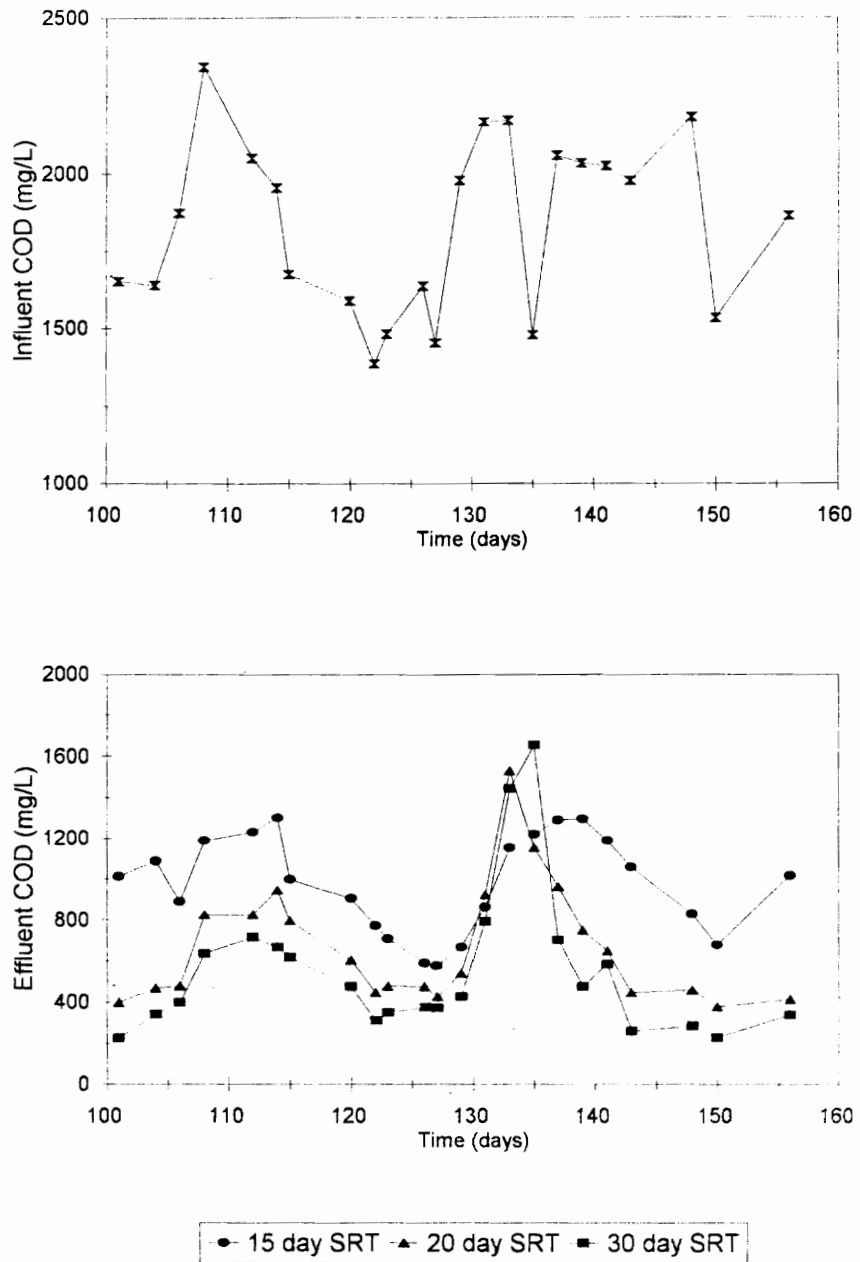 2500
2000
1500
1000
Influent COD (mg/L)
100 110 120 130 140 150 160
Time (days)
2000
1600
1200
800
400
0
Effluent COD (mg/L)
100 110 120 130 140 150 160
Time (days)
15 day SRT 20 day SRT 30 day SRT